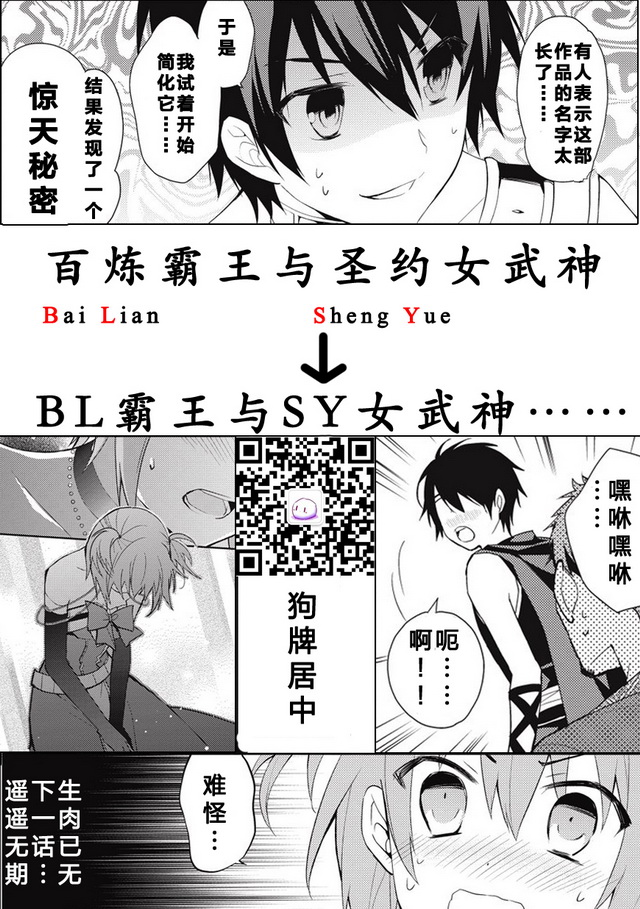 有人表示这部
作品的名字太
长了……
于是
我试着开始
简化它……
结果发现了一个
惊天秘密
百炼霸王与圣约女武神
Bai Lian
Sheng Yue
BL霸王与SY女武神……
嘿咻嘿咻
……
呃……
啊！！
狗牌居中
难怪…
生肉已无
下一话…
遥遥无期